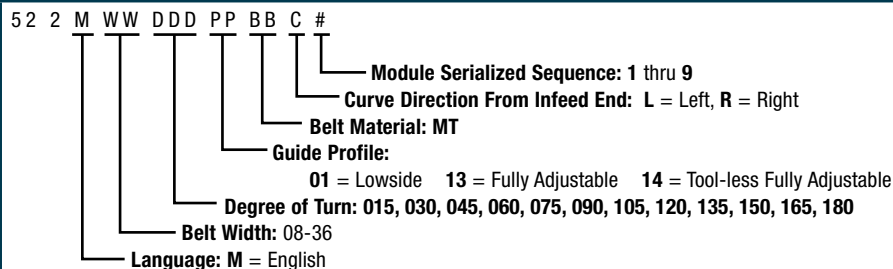 52 2 M WW DDD PP BB C #
Module Serialized Sequence: 1 thru 9
Curve Direction From Infeed End: L = Left, R = Right
Belt Material: MT
Guide Profile:
01 = Lowside 13 = Fully Adjustable 14 = Tool-less Fully Adjustable
Degree of Turn: 015, 030, 045, 060, 075, 090, 105, 120, 135, 150, 165, 180
Belt Width: 08-36
Language: M = English